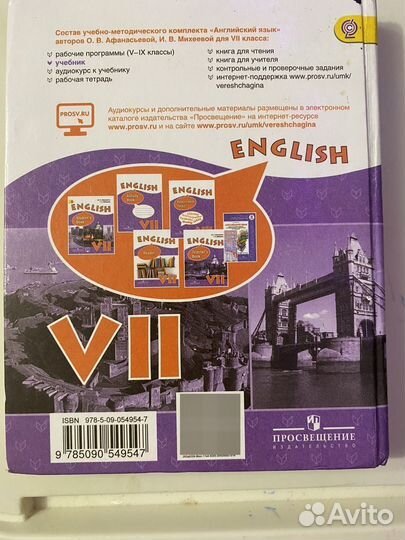 Состав учебно-методического комплекта «Английский язык»
авторов О. В. Афанасьевой, И. В. Михеевой для VII класса:
рабочие программы (V–IX классы)
учебник
аудиокурс к учебнику
рабочая тетрадь
книга для чтения
книга для учителя
контрольные и проверочные задания
интернет-поддержка www.prosv.ru/umk/
vereshchagina
PROSV.RU
Аудиокурсы и дополнительные материалы размещены в электронном
каталоге издательства «Просвещение» на интернет-ресурсе
www.prosv.ru и на сайте www.prosv.ru/umk/vereshchagina
ENGLISH
ENGLISH
ENGLISH
ENGLISH
ENGLISH
ENGLISH
VII
VII
VII
VII
ISBN 978-5-09-054954-7
9 785090 549547
ПРОСВЕЩЕНИЕ
ИЗДАТЕЛЬСТВО
Avito